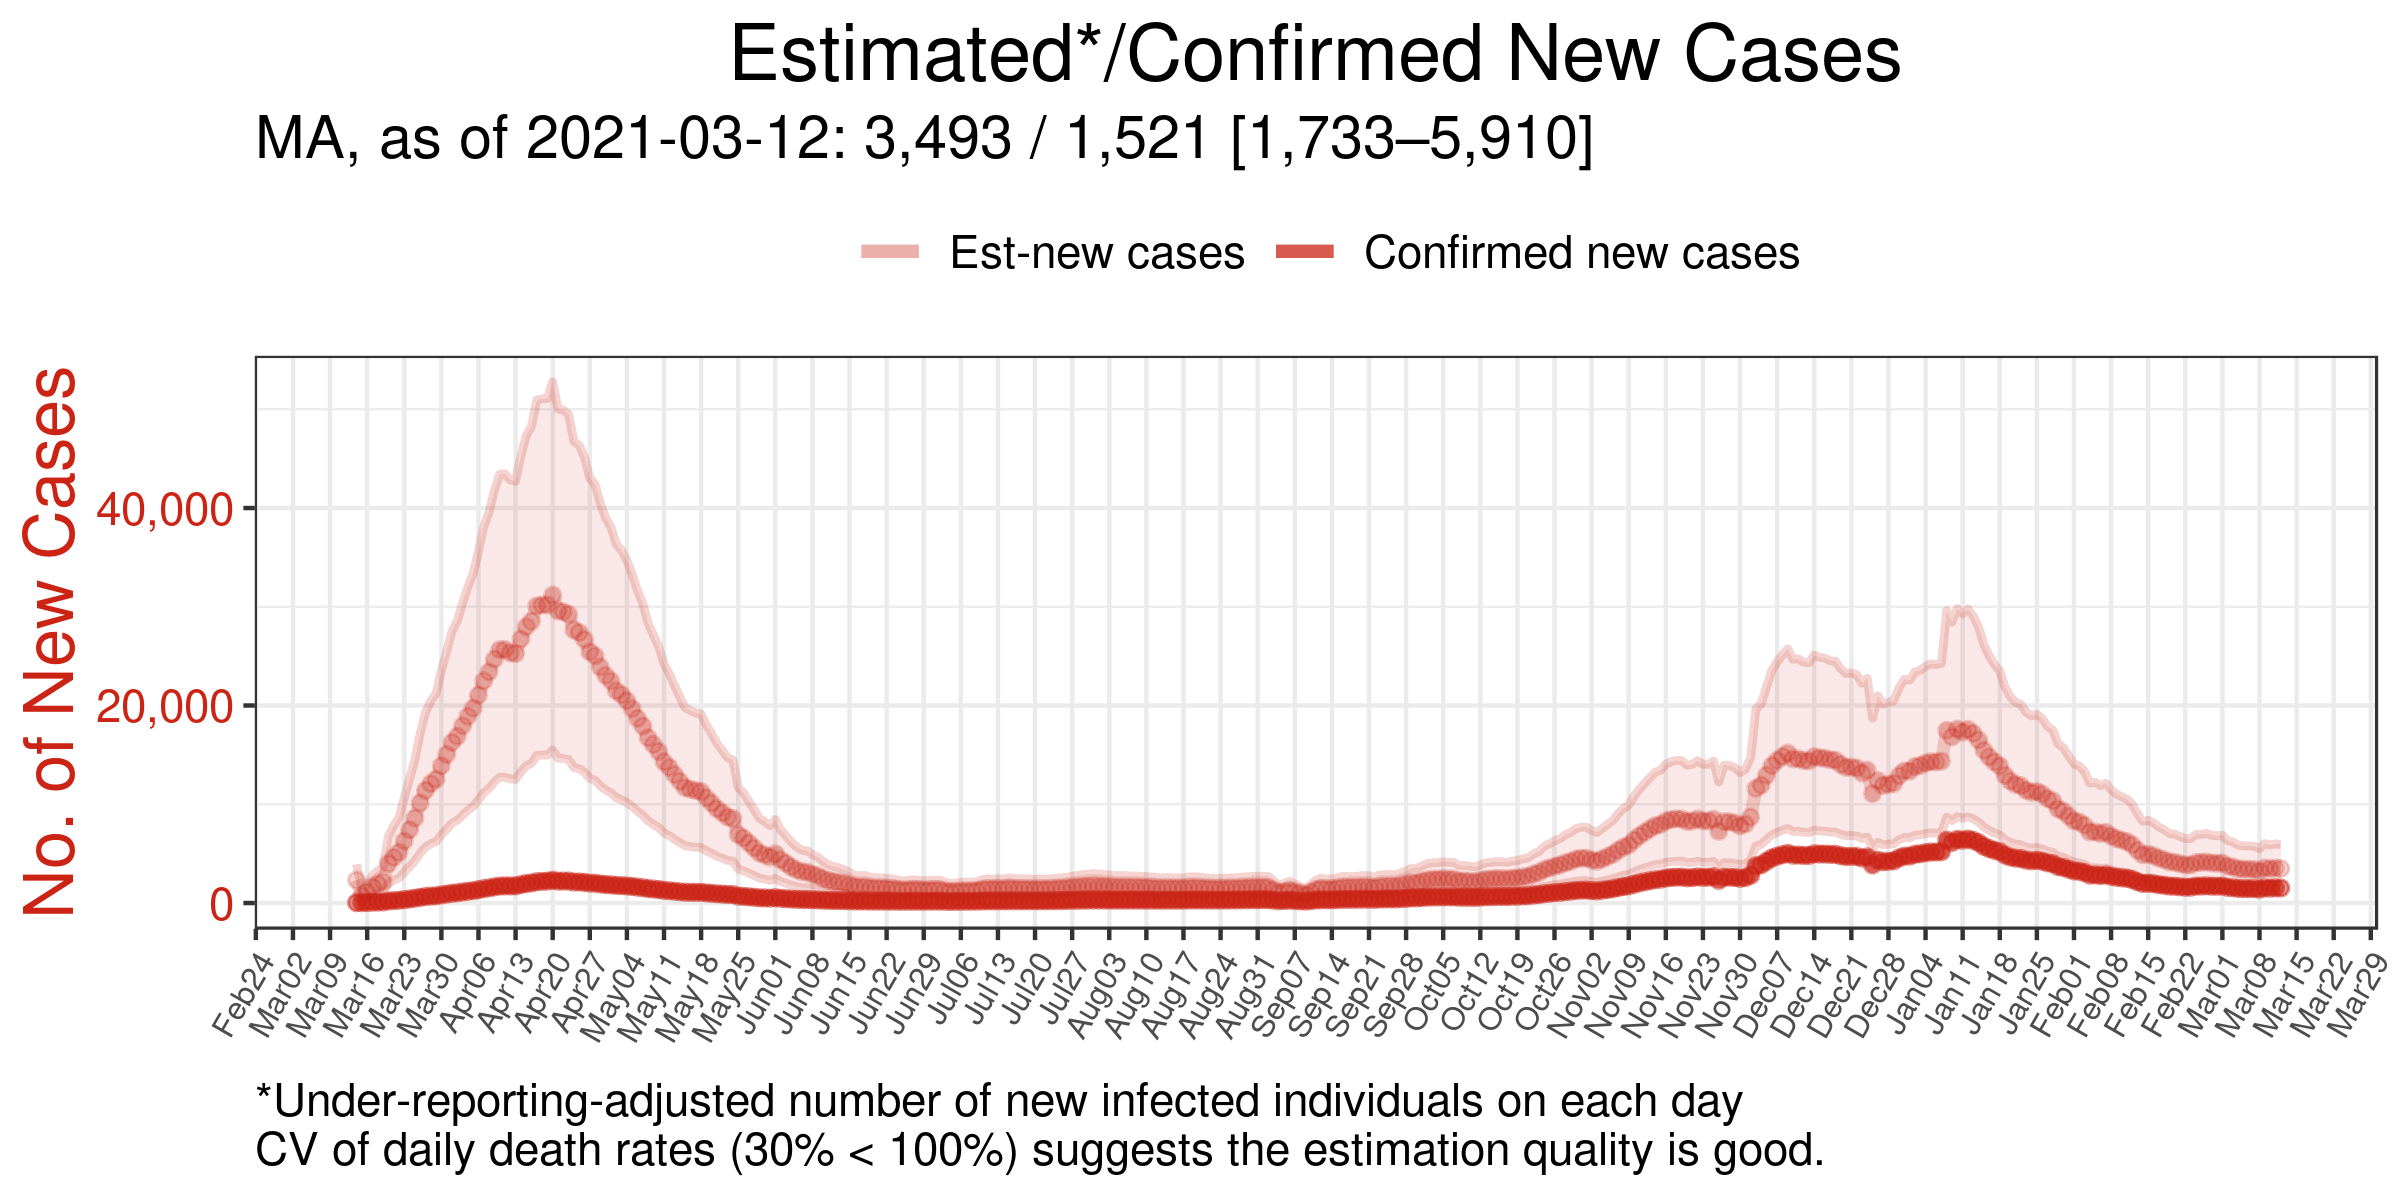 Estimated*/Confirmed New Cases
MA, as of 2021-03-12: 3,493 / 1,521 [1,733–5,910]
Est-new cases
Confirmed new cases
No. of New Cases
40,000
20,000
0
Feb24
Mar02
Mar09
Mar16
Mar23
Mar30
Apr06
Apr13
Apr20
Apr27
May04
May11
May18
May25
Jun01
Jun08
Jun15
Jun22
Jun29
Jul06
Jul13
Jul20
Jul27
Aug03
Aug10
Aug17
Aug24
Aug31
Sep07
Sep14
Sep21
Sep28
Oct05
Oct12
Oct19
Oct26
Nov02
Nov09
Nov16
Nov23
Nov30
Dec07
Dec14
Dec21
Dec28
Jan04
Jan11
Jan18
Jan25
Feb01
Feb08
Feb15
Feb22
Mar01
Mar08
Mar15
Mar22
Mar29
*Under-reporting-adjusted number of new infected individuals on each day
CV of daily death rates (30% < 100%) suggests the estimation quality is good.